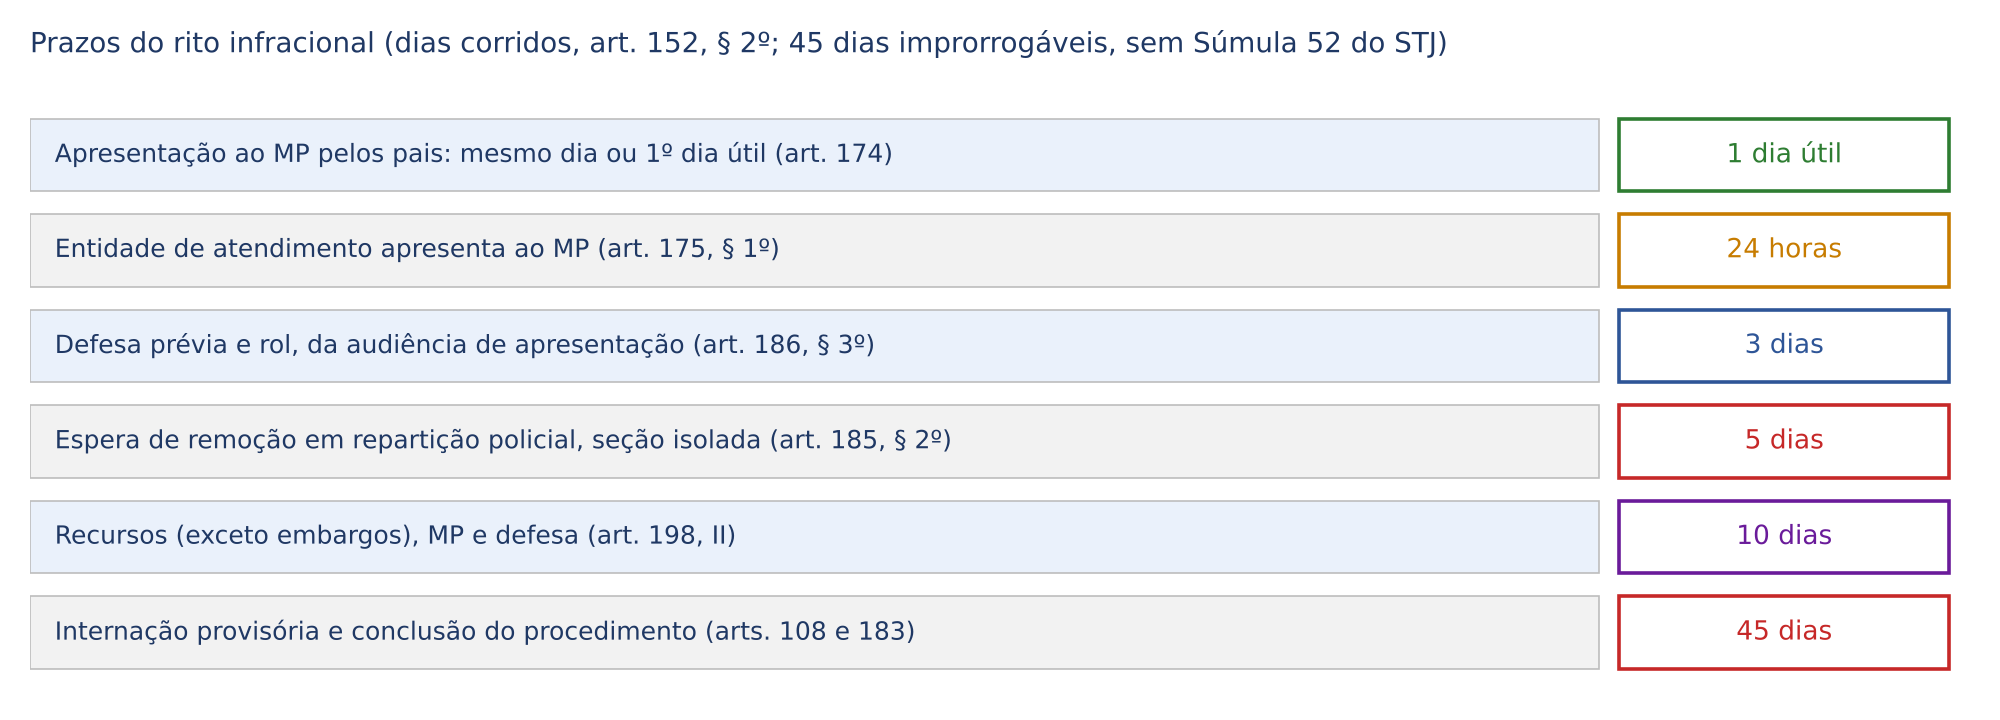 Prazos do rito infracional (dias corridos, art. 152, § 2º; 45 dias improrrogáveis, sem Súmula 52 do STJ)
Apresentação ao MP pelos pais: mesmo dia ou 1º dia útil (art. 174)
1 dia útil
Entidade de atendimento apresenta ao MP (art. 175, § 1º)
24 horas
Defesa prévia e rol, da audiência de apresentação (art. 186, § 3º)
3 dias
Espera de remoção em repartição policial, seção isolada (art. 185, § 2º)
5 dias
Recursos (exceto embargos), MP e defesa (art. 198, II)
10 dias
Internação provisória e conclusão do procedimento (arts. 108 e 183)
45 dias